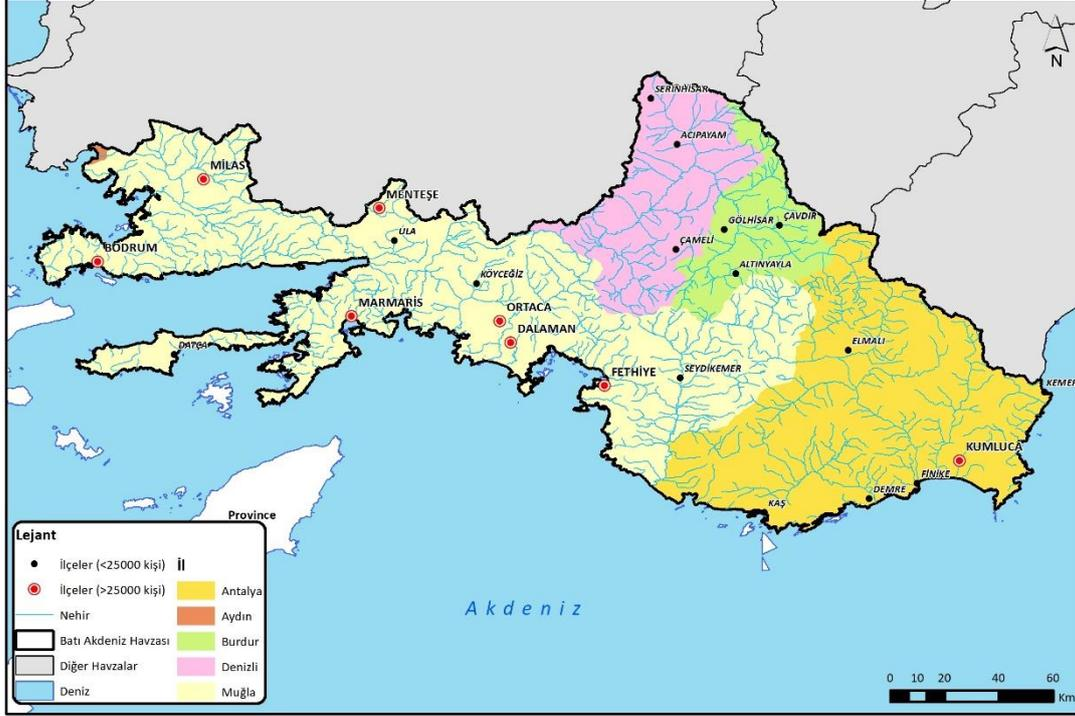 N
SERİNHİSAR
ACIPAYAM
MİLAS
MENTEŞE
ULA
GÖLHİSAR
ÇAVDIR
BODRUM
ÇAMELİ
ALTINYAYLA
KÖYCEĞİZ
MARMARİS
ORTACA
DALAMAN
DATÇA
ELMALI
FETHİYE
SEYDİKEMER
KEMER
KUMLUCA
FİNİKE
DEMRE
KAŞ
Province
Lejant
İlçeler (<25000 kişi)
İlçeler (>25000 kişi)
Nehir
Batı Akdeniz Havzası
Diğer Havzalar
Deniz
İl
Antalya
Aydın
Burdur
Denizli
Muğla
Akdeniz
0 10 20 40 60
Km